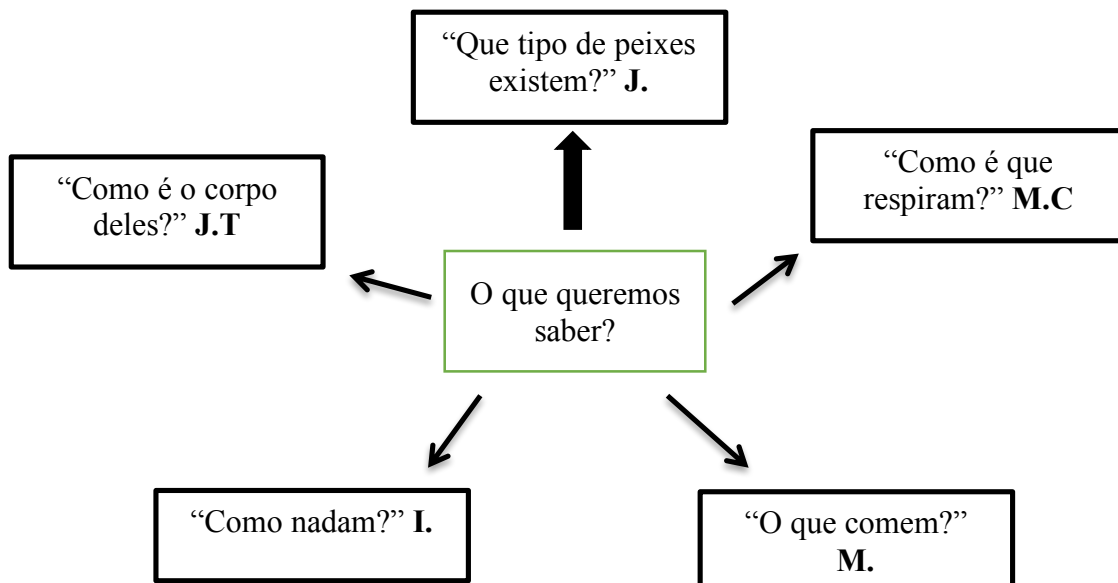 “Que tipo de peixes
existem?” J.
“Como é o corpo
deles?” J.T
“Como é que
respiram?” M.C
O que queremos
saber?
“Como nadam?” I.
“O que comem?”
M.